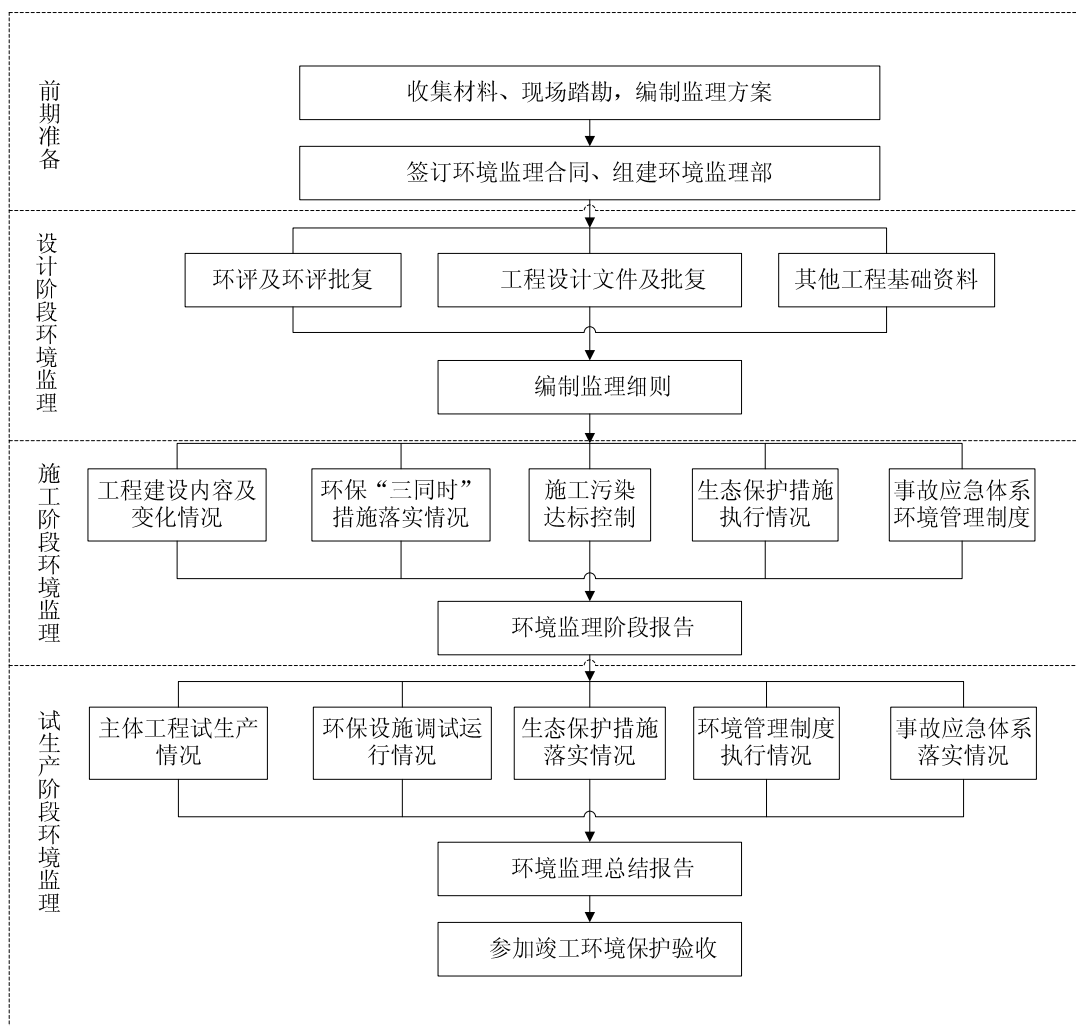 前期准备
收集材料、现场踏勘，编制监理方案
签订环境监理合同、组建环境监理部
设计阶段环境监理
环评及环评批复
工程设计文件及批复
其他工程基础资料
编制监理细则
施工阶段环境监理
工程建设内容及
变化情况
环保“三同时”
措施落实情况
施工污染
达标控制
生态保护措施
执行情况
事故应急体系
环境管理制度
环境监理阶段报告
试生产阶段环境监理
主体工程试生产
情况
环保设施调试运
行情况
生态保护措施
落实情况
环境管理制度
执行情况
事故应急体系
落实情况
环境监理总结报告
参加竣工环境保护验收